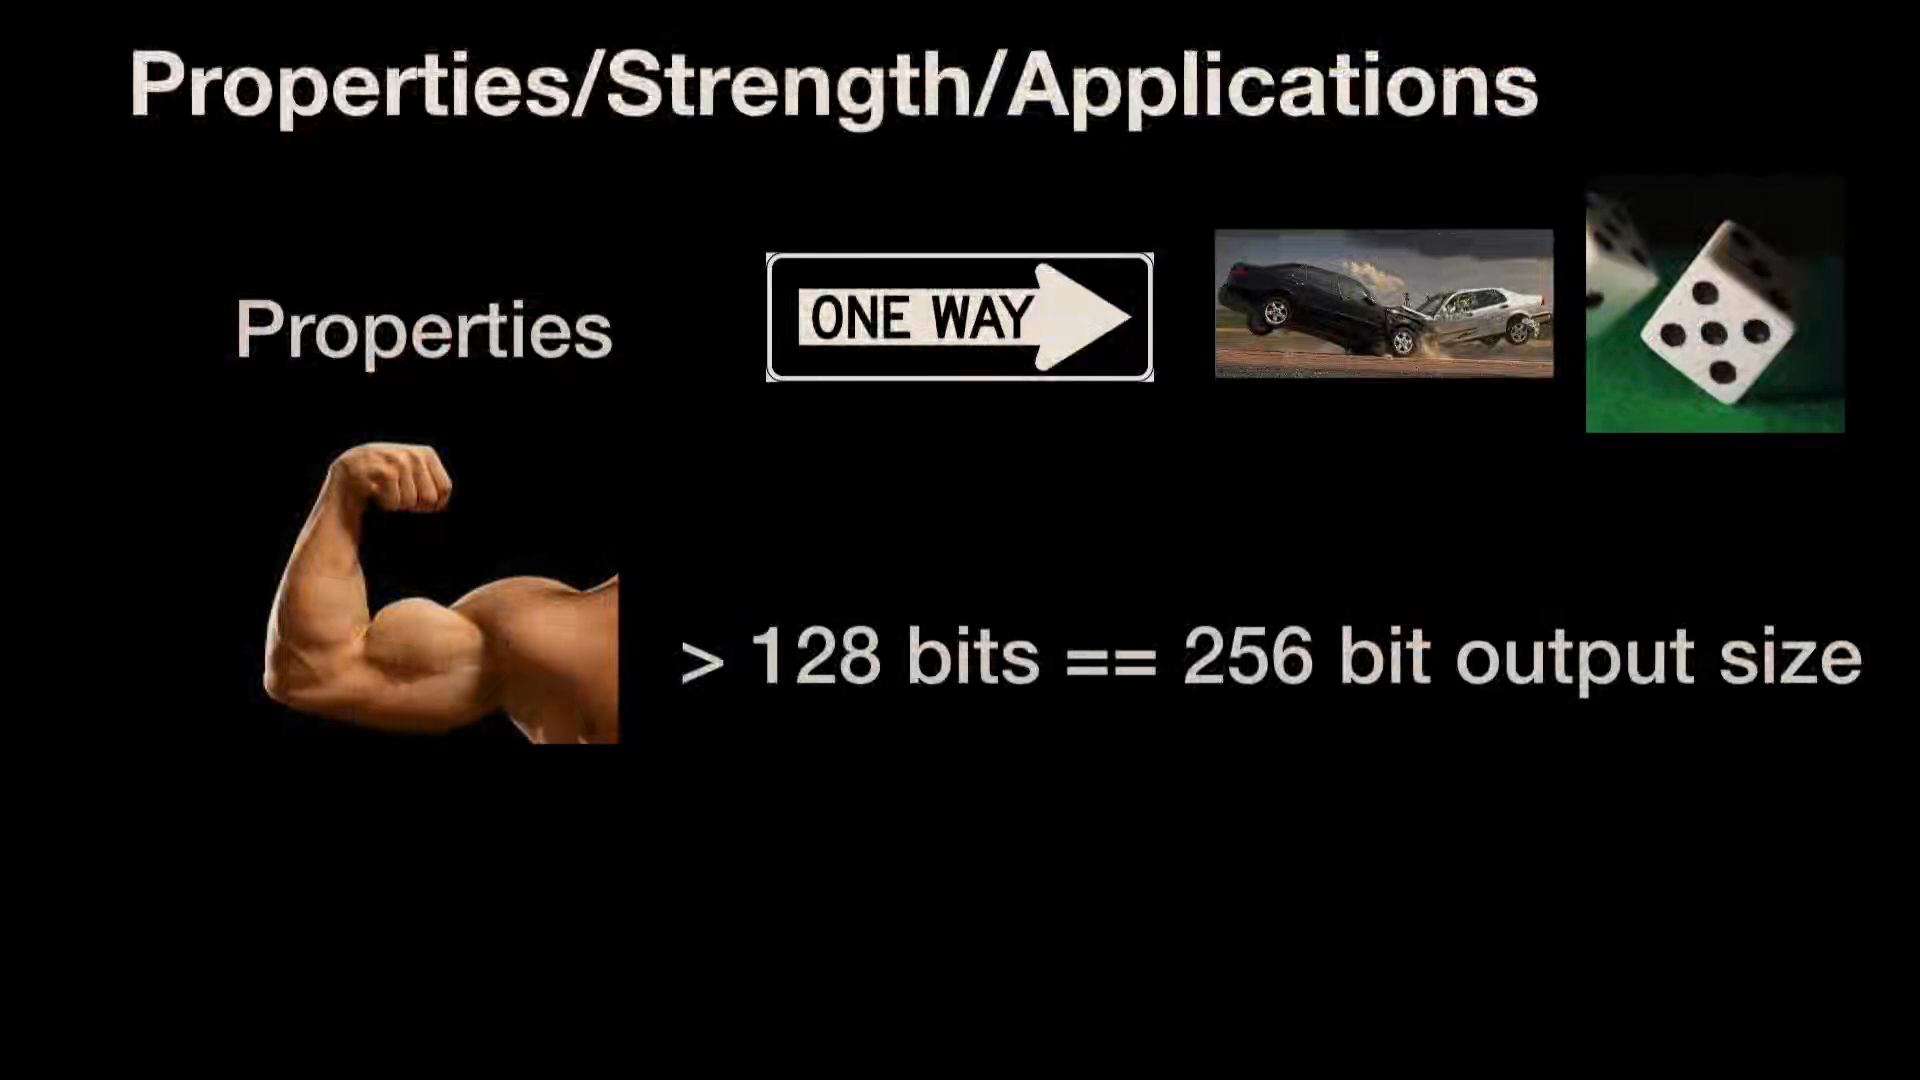 Properties/Strength/Applications
Properties
ONE WAY
> 128 bits == 256 bit output size